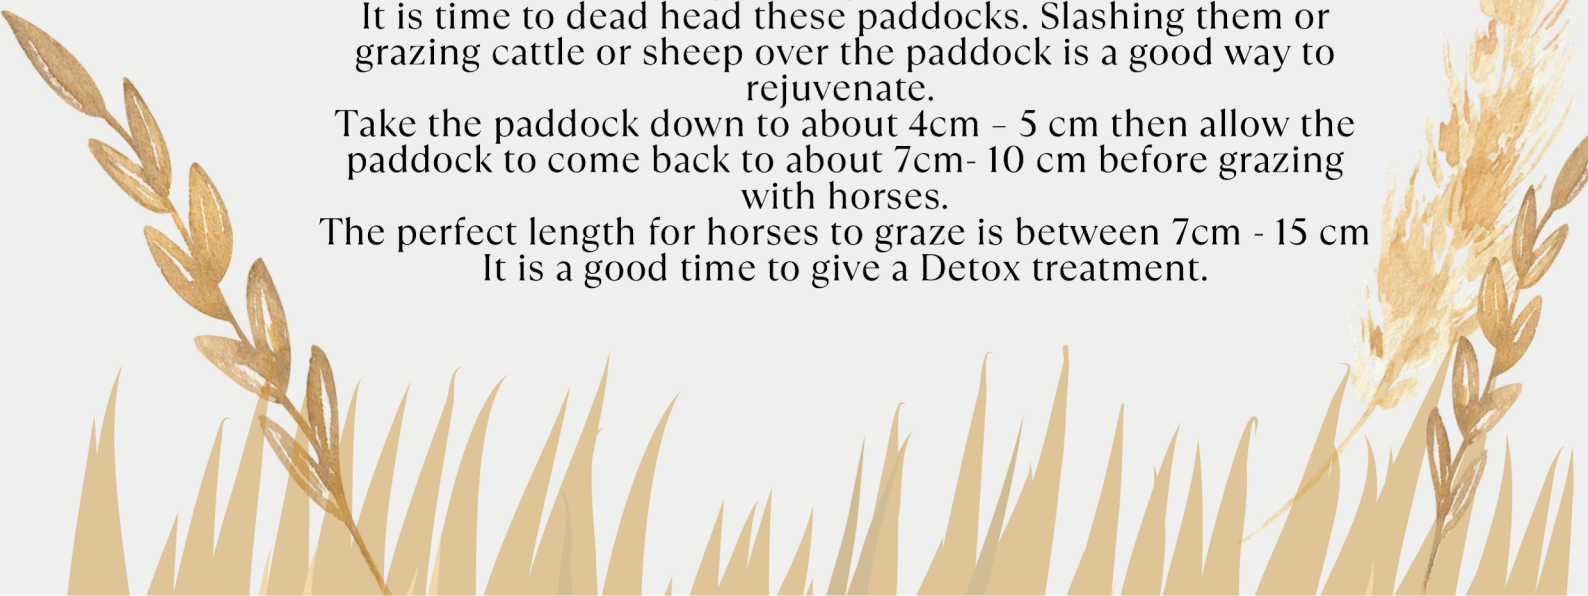 It is time to dead head these paddocks. Slashing them or
grazing cattle or sheep over the paddock is a good way to
rejuvenate.
Take the paddock down to about 4cm – 5 cm then allow the
paddock to come back to about 7cm- 10 cm before grazing
with horses.
The perfect length for horses to graze is between 7cm - 15 cm
It is a good time to give a Detox treatment.